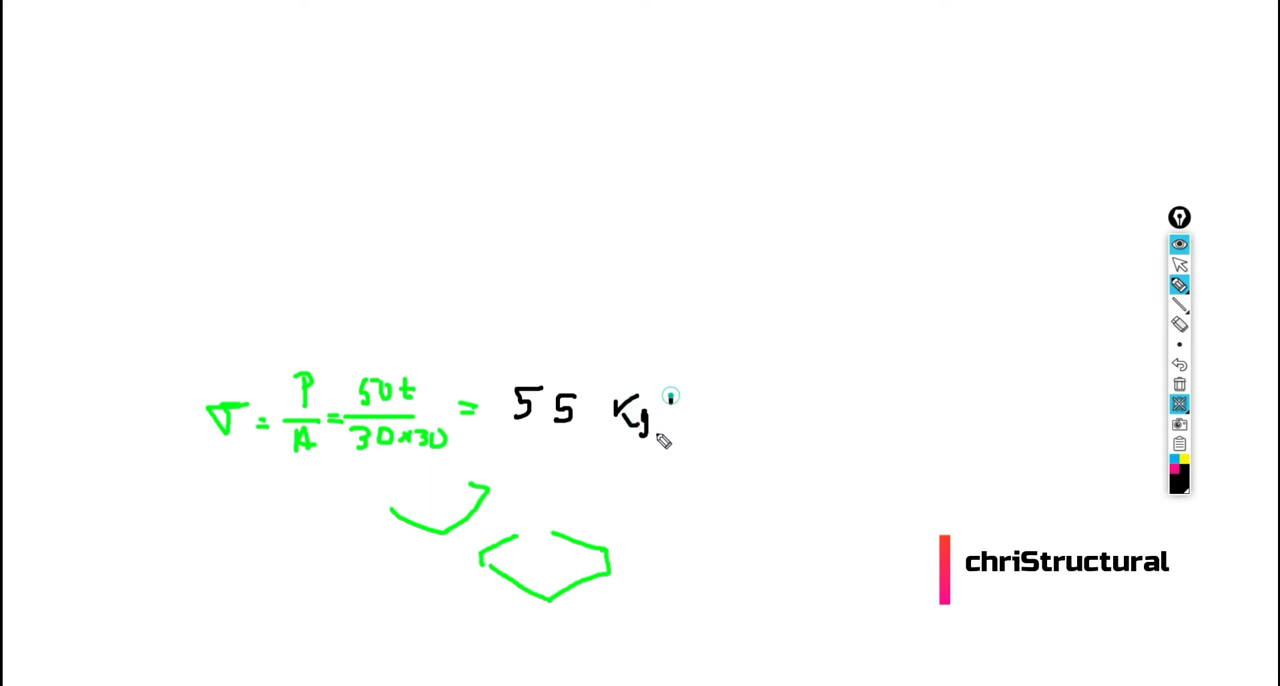 σ = P/A = 50t/30×30 = 55 Kg
chriStructural